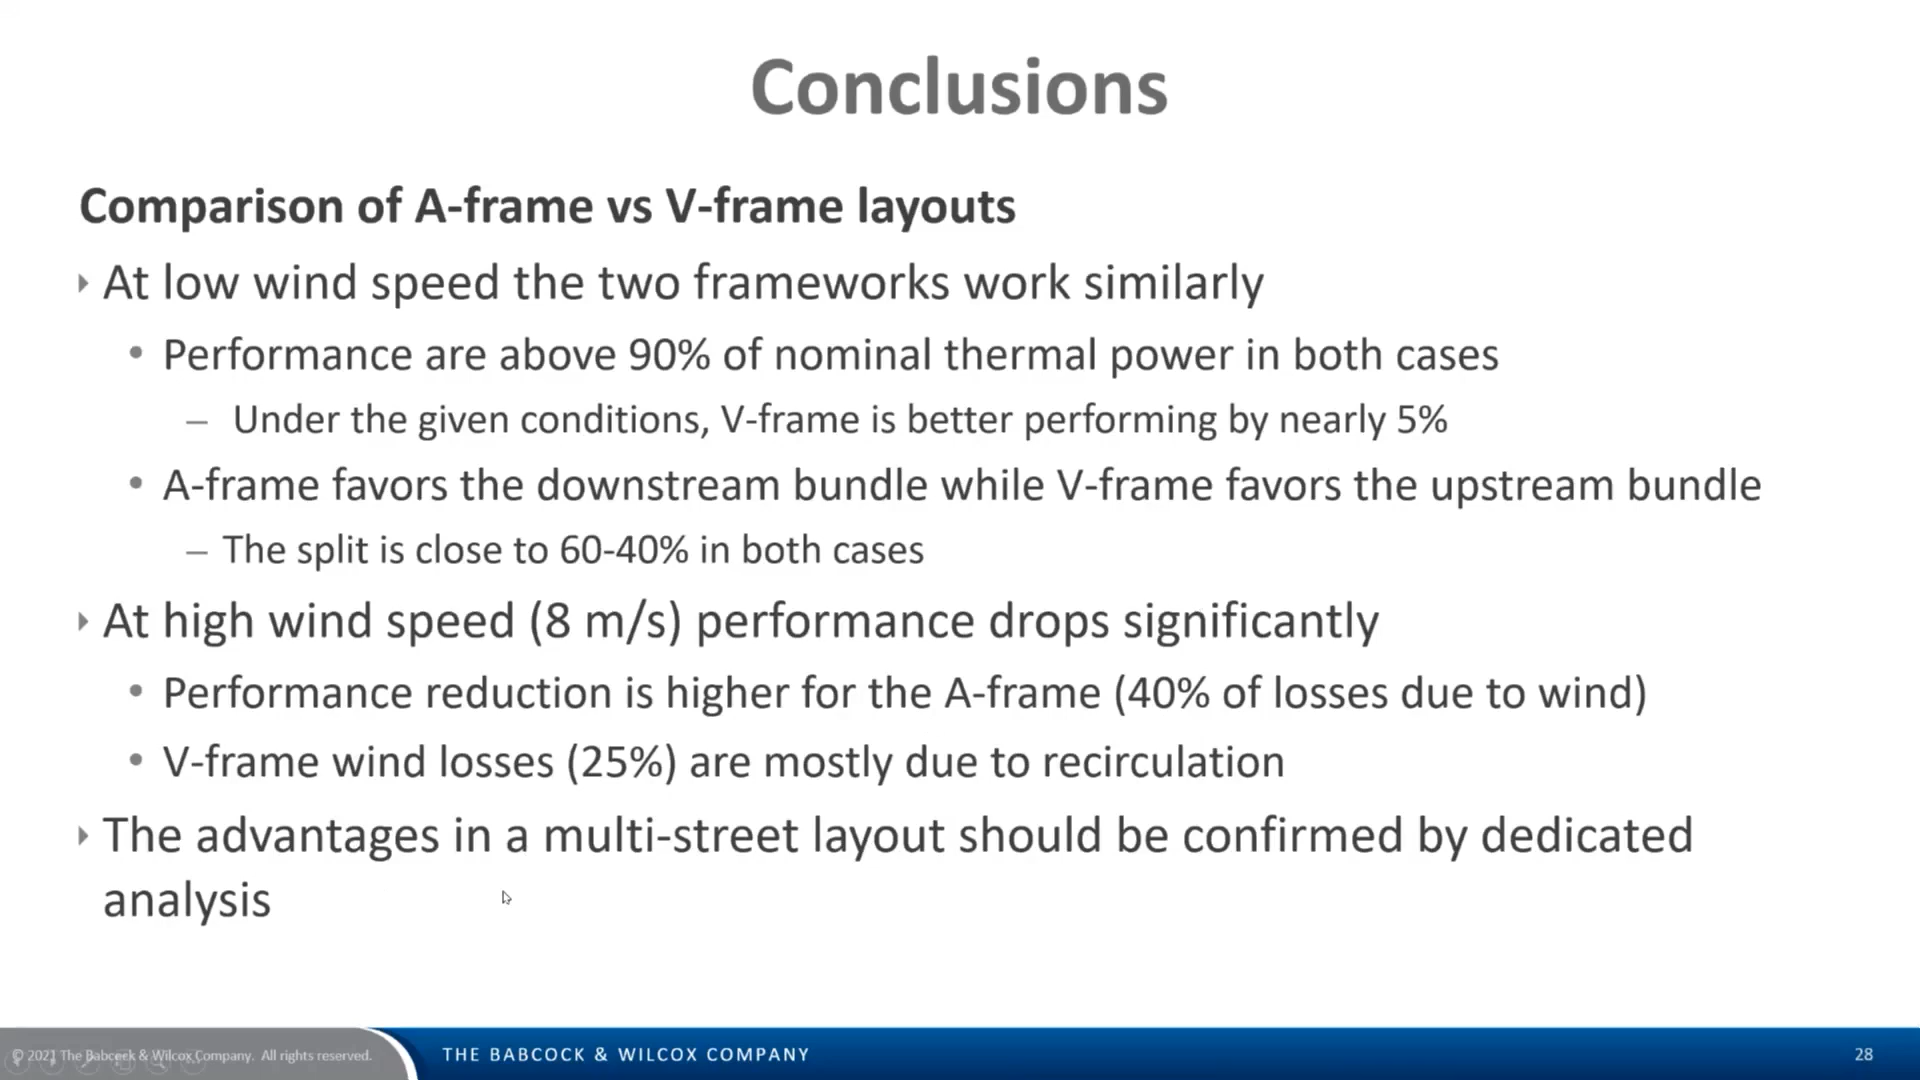 Conclusions
Comparison of A-frame vs V-frame layouts
At low wind speed the two frameworks work similarly
• Performance are above 90% of nominal thermal power in both cases
– Under the given conditions, V-frame is better performing by nearly 5%
• A-frame favors the downstream bundle while V-frame favors the upstream bundle
– The split is close to 60-40% in both cases
At high wind speed (8 m/s) performance drops significantly
• Performance reduction is higher for the A-frame (40% of losses due to wind)
• V-frame wind losses (25%) are mostly due to recirculation
The advantages in a multi-street layout should be confirmed by dedicated
analysis
© 2021 The Babcock & Wilcox Company. All rights reserved.
THE BABCOCK & WILCOX COMPANY
28